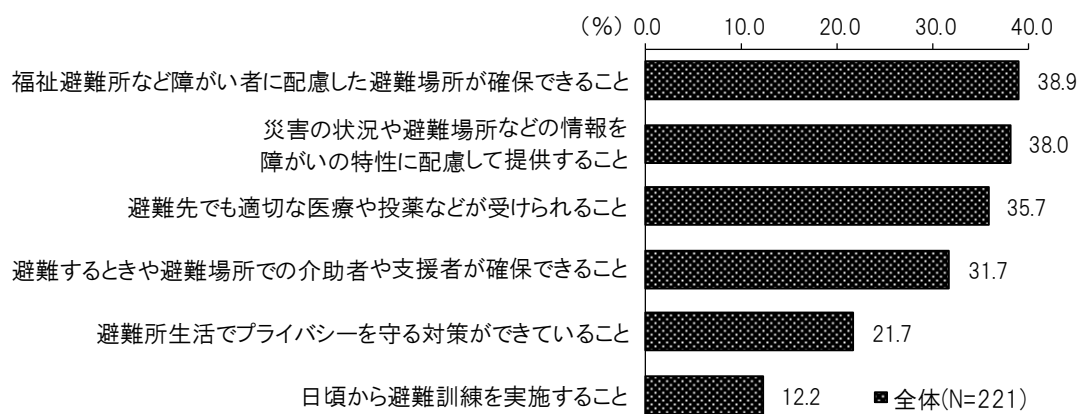 (%) 0.0 10.0 20.0 30.0 40.0
福祉避難所など障がい者に配慮した避難場所が確保できること 38.9
災害の状況や避難場所などの情報を
障がいの特性に配慮して提供すること 38.0
避難先でも適切な医療や投薬などが受けられること 35.7
避難するときや避難場所での介助者や支援者が確保できること 31.7
避難所生活でプライバシーを守る対策ができていること 21.7
日頃から避難訓練を実施すること 12.2
全体(N=221)